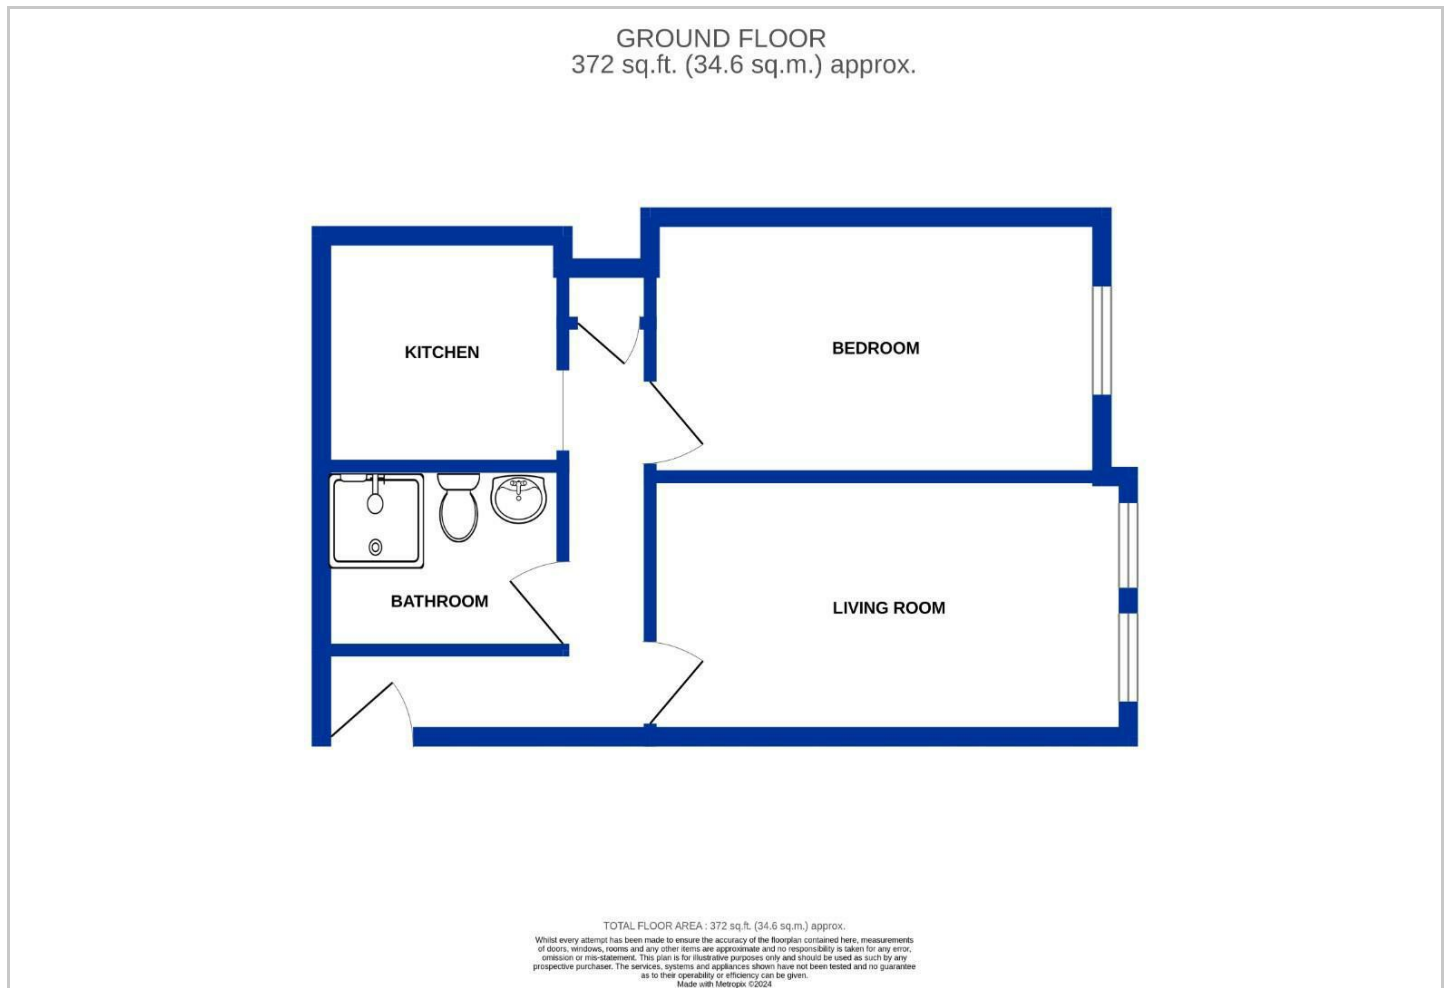 GROUND FLOOR
372 sq.ft. (34.6 sq.m.) approx.
KITCHEN
BEDROOM
BATHROOM
LIVING ROOM
TOTAL FLOOR AREA : 372 sq.ft. (34.6 sq.m.) approx.
Whilst every attempt has been made to ensure the accuracy of the floorplan contained here, measurements
of doors, windows, rooms and any other items are approximate and no responsibility is taken for any error,
omission or mis-statement. This plan is for illustrative purposes only and should be used as such by any
prospective purchaser. The services, systems and appliances shown have not been tested and no guarantee
as to their operability or efficiency can be given.
Made with Metropix ©2024